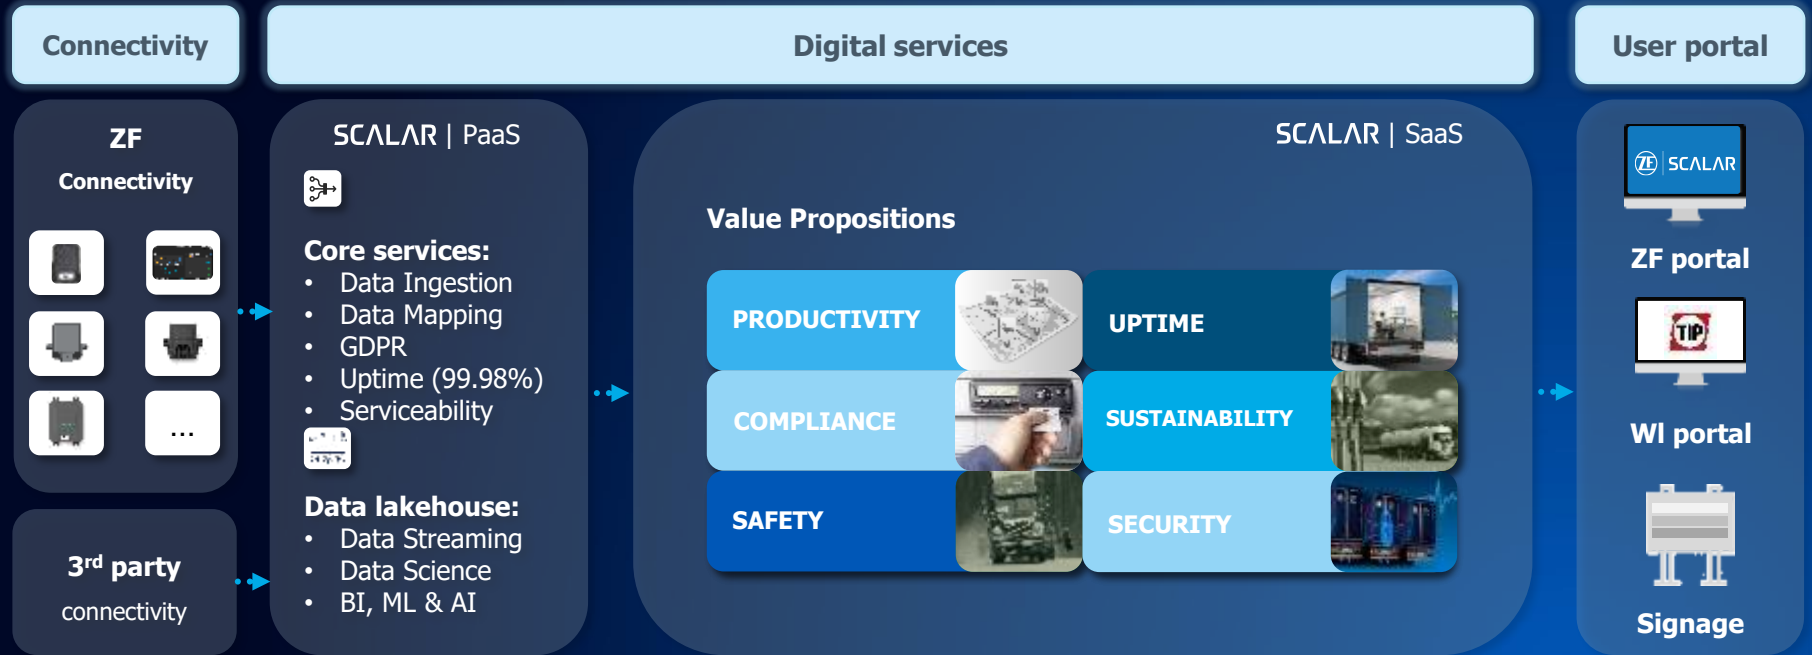 Connectivity
Digital services
User portal
ZF
Connectivity
...
3rd party
connectivity
SCALAR | PaaS
Core services:
• Data Ingestion
• Data Mapping
• GDPR
• Uptime (99.98%)
• Serviceability
Data lakehouse:
• Data Streaming
• Data Science
• BI, ML & AI
SCALAR | SaaS
Value Propositions
PRODUCTIVITY
UPTIME
COMPLIANCE
SUSTAINABILITY
SAFETY
SECURITY
ZF | SCALAR
ZF portal
TIP
Wl portal
Signage